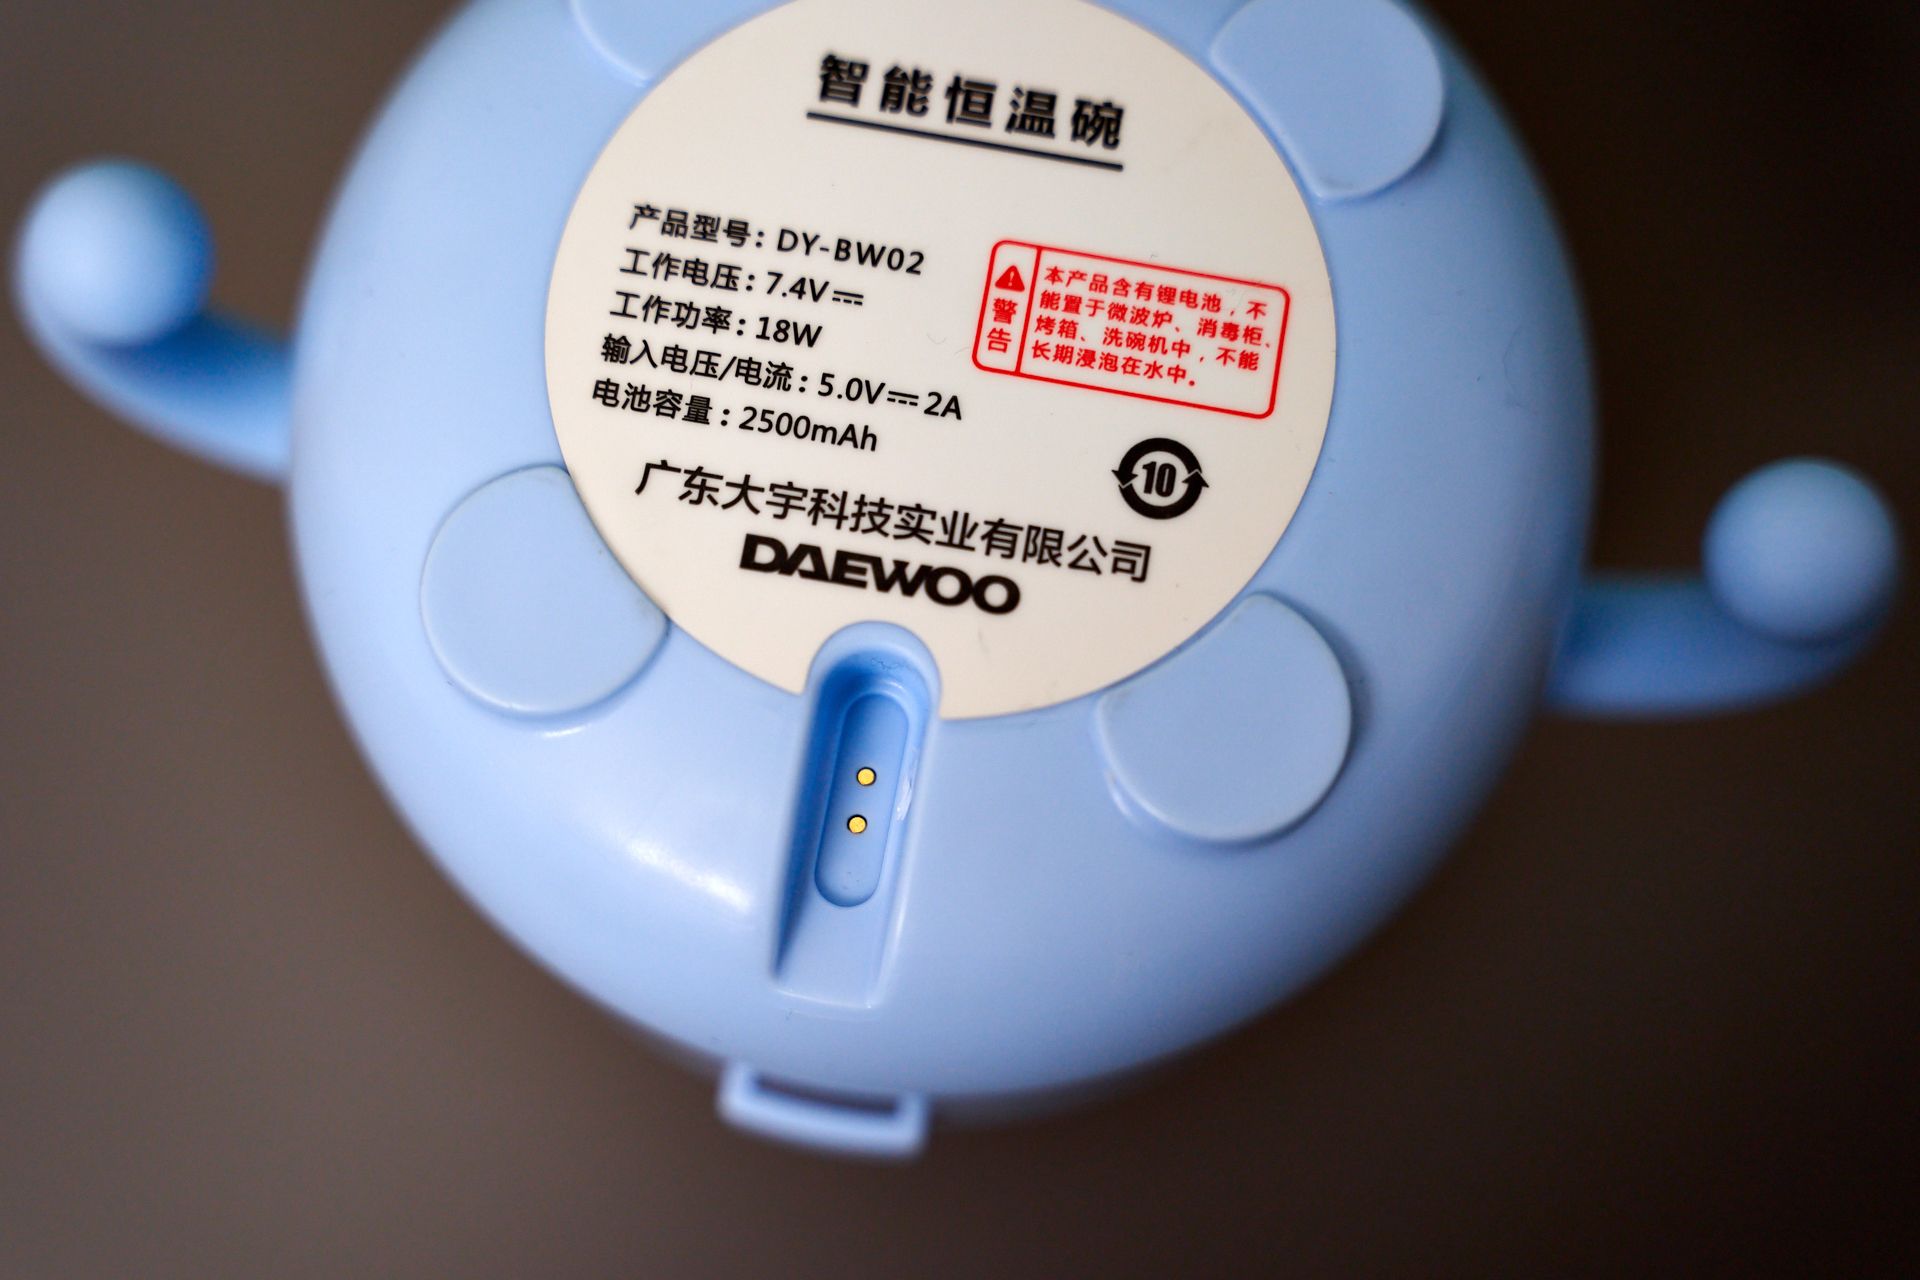 智能恒温碗
产品型号：DY-BW02
工作电压：7.4V⎓
工作功率：18W
输入电压/电流：5.0V⎓2A
电池容量：2500mAh
警告
本产品含有锂电池，不
能置于微波炉、消毒柜、
烤箱、洗碗机中，不能
长期浸泡在水中。
10
广东大宇科技实业有限公司
DAEWOO